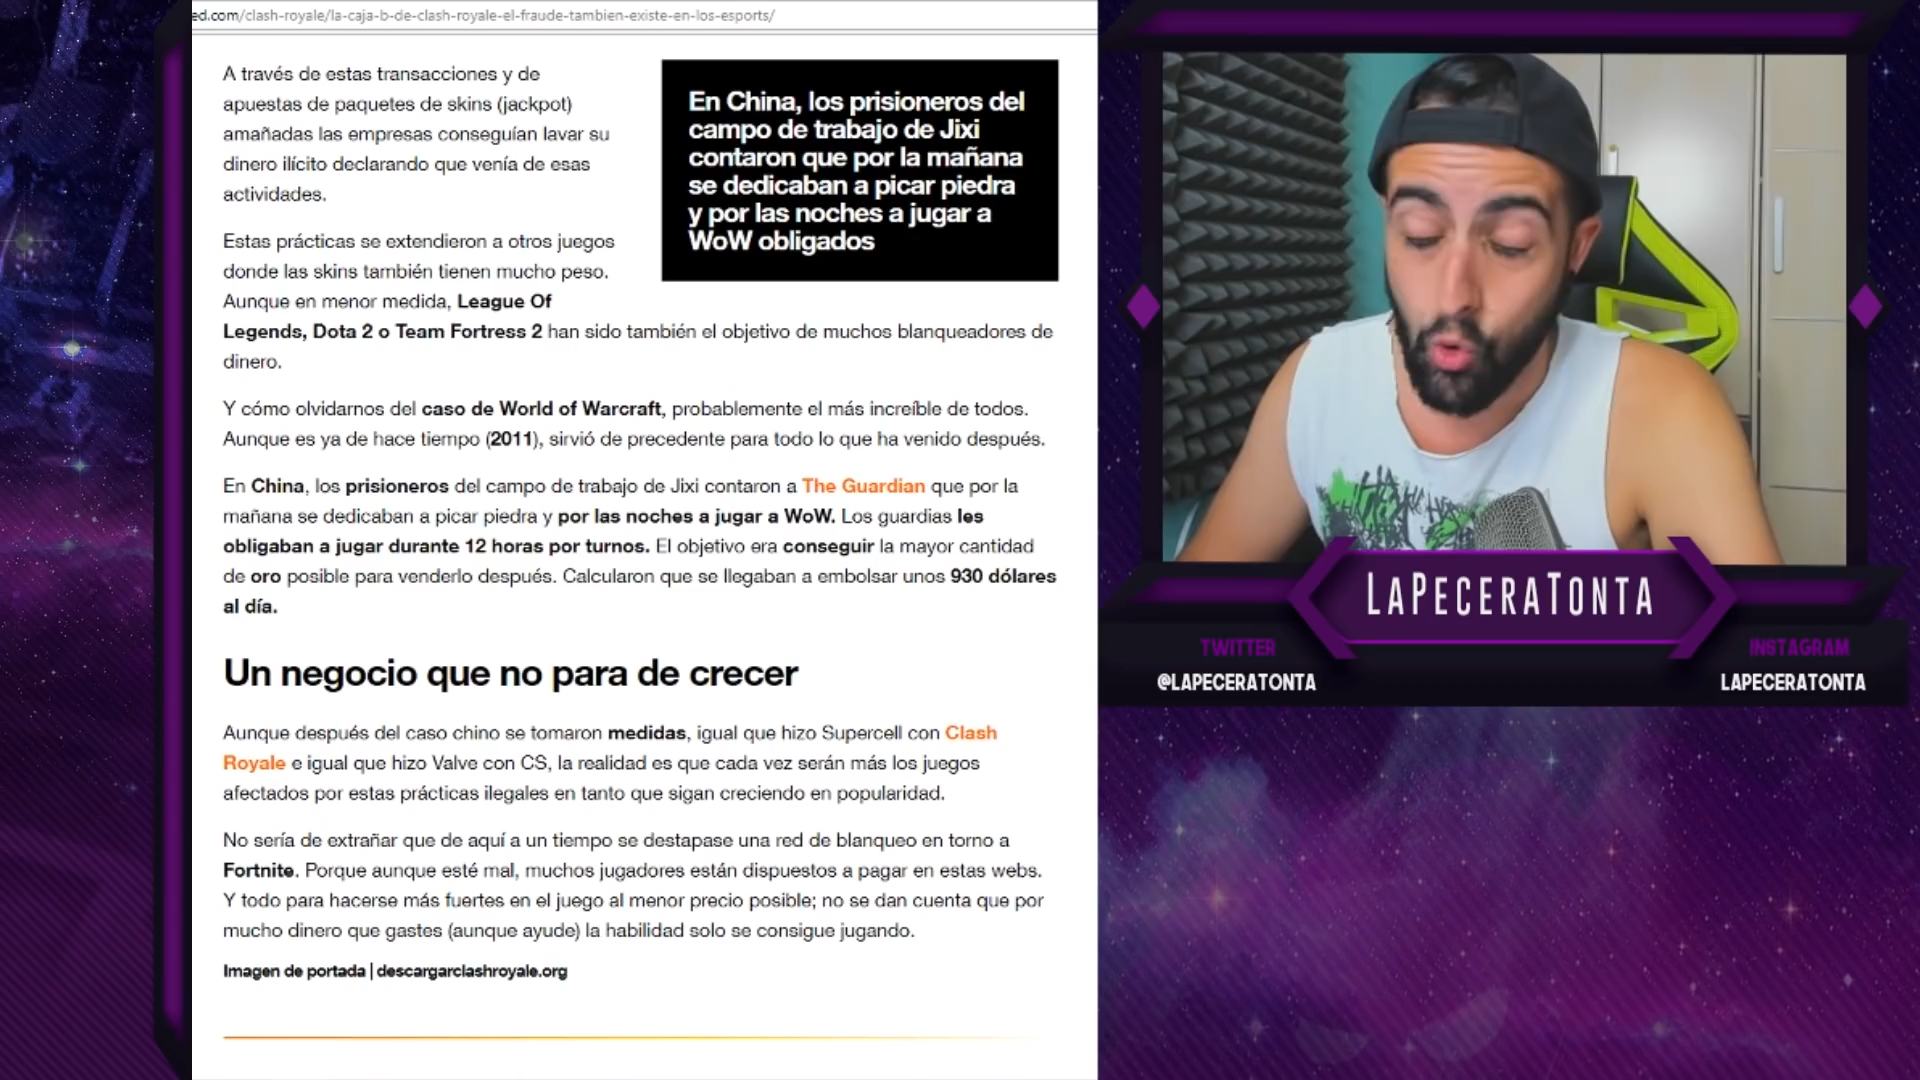 ed.com/clash-royale/la-caja-b-de-clash-royale-el-fraude-tambien-existe-en-los-esports/
A través de estas transacciones y de
apuestas de paquetes de skins (jackpot)
amañadas las empresas conseguían lavar su
dinero ilícito declarando que venía de esas
actividades.
En China, los prisioneros del
campo de trabajo de Jixi
contaron que por la mañana
se dedicaban a picar piedra
y por las noches a jugar a
WoW obligados
Estas prácticas se extendieron a otros juegos
donde las skins también tienen mucho peso.
Aunque en menor medida, League Of
Legends, Dota 2 o Team Fortress 2 han sido también el objetivo de muchos blanqueadores de
dinero.
Y cómo olvidarnos del caso de World of Warcraft, probablemente el más increíble de todos.
Aunque es ya de hace tiempo (2011), sirvió de precedente para todo lo que ha venido después.
En China, los prisioneros del campo de trabajo de Jixi contaron a The Guardian que por la
mañana se dedicaban a picar piedra y por las noches a jugar a WoW. Los guardias les
obligaban a jugar durante 12 horas por turnos. El objetivo era conseguir la mayor cantidad
de oro posible para venderlo después. Calcularon que se llegaban a embolsar unos 930 dólares
al día.
Un negocio que no para de crecer
Aunque después del caso chino se tomaron medidas, igual que hizo Supercell con Clash
Royale e igual que hizo Valve con CS, la realidad es que cada vez serán más los juegos
afectados por estas prácticas ilegales en tanto que sigan creciendo en popularidad.
No sería de extrañar que de aquí a un tiempo se destapase una red de blanqueo en torno a
Fortnite. Porque aunque esté mal, muchos jugadores están dispuestos a pagar en estas webs.
Y todo para hacerse más fuertes en el juego al menor precio posible; no se dan cuenta que por
mucho dinero que gastes (aunque ayude) la habilidad solo se consigue jugando.
Imagen de portada | descargarclashroyale.org
LAPECERATONTA
TWITTER
@LAPECERATONTA
INSTAGRAM
LAPECERATONTA